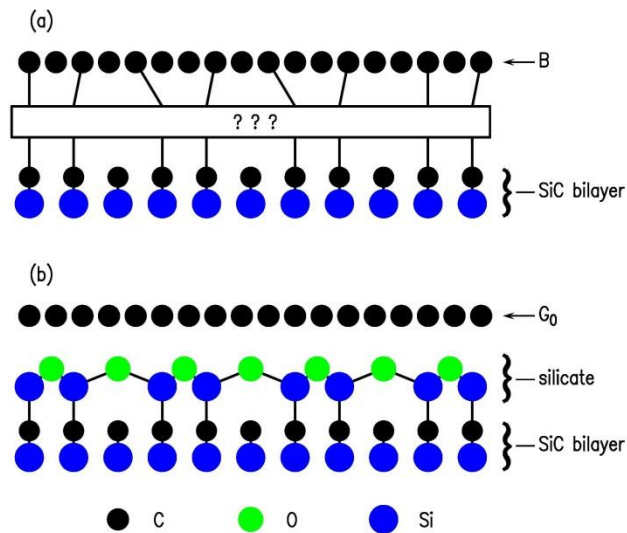 (a)
B
? ? ?
SiC bilayer
(b)
G₀
silicate
SiC bilayer
C O Si